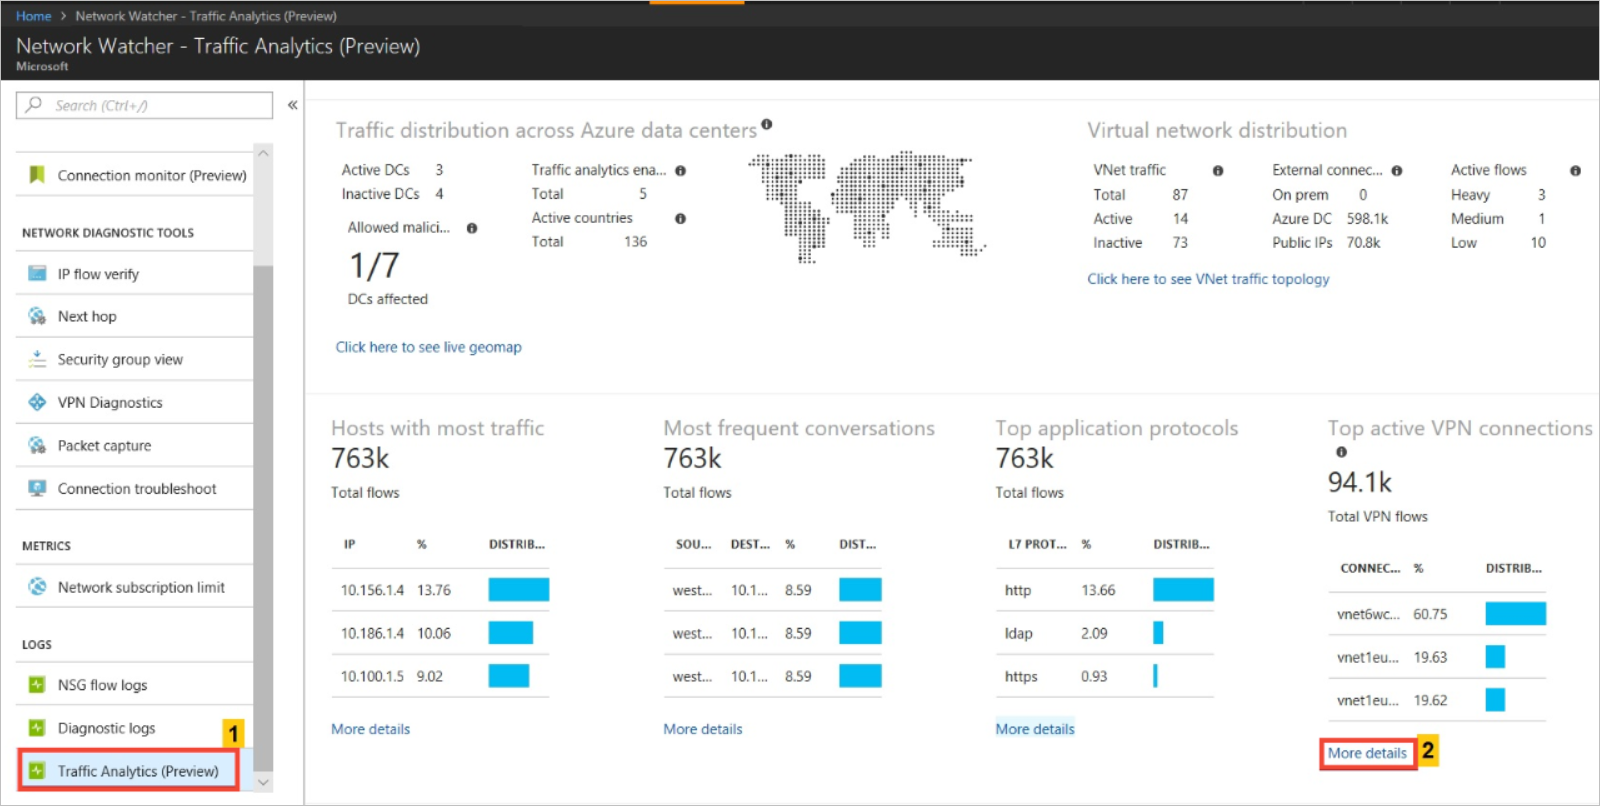 Home > Network Watcher - Traffic Analytics (Preview)
Network Watcher - Traffic Analytics (Preview)
Microsoft
Search (Ctrl+/)
«
Connection monitor (Preview)
NETWORK DIAGNOSTIC TOOLS
IP flow verify
Next hop
Security group view
VPN Diagnostics
Packet capture
Connection troubleshoot
METRICS
Network subscription limit
LOGS
NSG flow logs
Diagnostic logs
1
Traffic Analytics (Preview)
Traffic distribution across Azure data centers
Active DCs 3
Inactive DCs 4
Allowed malici...
1/7
DCs affected
Traffic analytics ena...
Total 5
Active countries
Total 136
Click here to see live geomap
Virtual network distribution
VNet traffic
Total 87
Active 14
Inactive 73
External connec...
On prem 0
Azure DC 598.1k
Public IPs 70.8k
Active flows
Heavy 3
Medium 1
Low 10
Click here to see VNet traffic topology
Hosts with most traffic
763k
Total flows
IP % DISTRIB...
10.156.1.4 13.76
10.186.1.4 10.06
10.100.1.5 9.02
More details
Most frequent conversations
763k
Total flows
SOU... DEST... % DIST...
west... 10.1... 8.59
west... 10.1... 8.59
west... 10.1... 8.59
More details
Top application protocols
763k
Total flows
L7 PROT... % DISTRIB...
http 13.66
ldap 2.09
https 0.93
More details
Top active VPN connections
94.1k
Total VPN flows
CONNEC... % DISTRIB...
vnet6wc... 60.75
vnet1eu... 19.63
vnet1eu... 19.62
More details 2